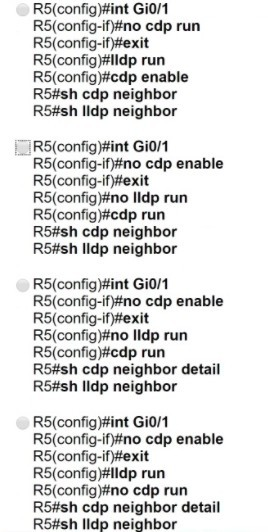 R5(config)#int Gi0/1
R5(config-if)#no cdp run
R5(config-if)#exit
R5(config)#lldp run
R5(config)#cdp enable
R5#sh cdp neighbor
R5#sh lldp neighbor
R5(config)#int Gi0/1
R5(config-if)#no cdp enable
R5(config-if)#exit
R5(config)#no lldp run
R5(config)#cdp run
R5#sh cdp neighbor
R5#sh lldp neighbor
R5(config)#int Gi0/1
R5(config-if)#no cdp enable
R5(config-if)#exit
R5(config)#no lldp run
R5(config)#cdp run
R5#sh cdp neighbor detail
R5#sh lldp neighbor
R5(config)#int Gi0/1
R5(config-if)#no cdp enable
R5(config-if)#exit
R5(config)#lldp run
R5(config)#no cdp run
R5#sh cdp neighbor detail
R5#sh lldp neighbor